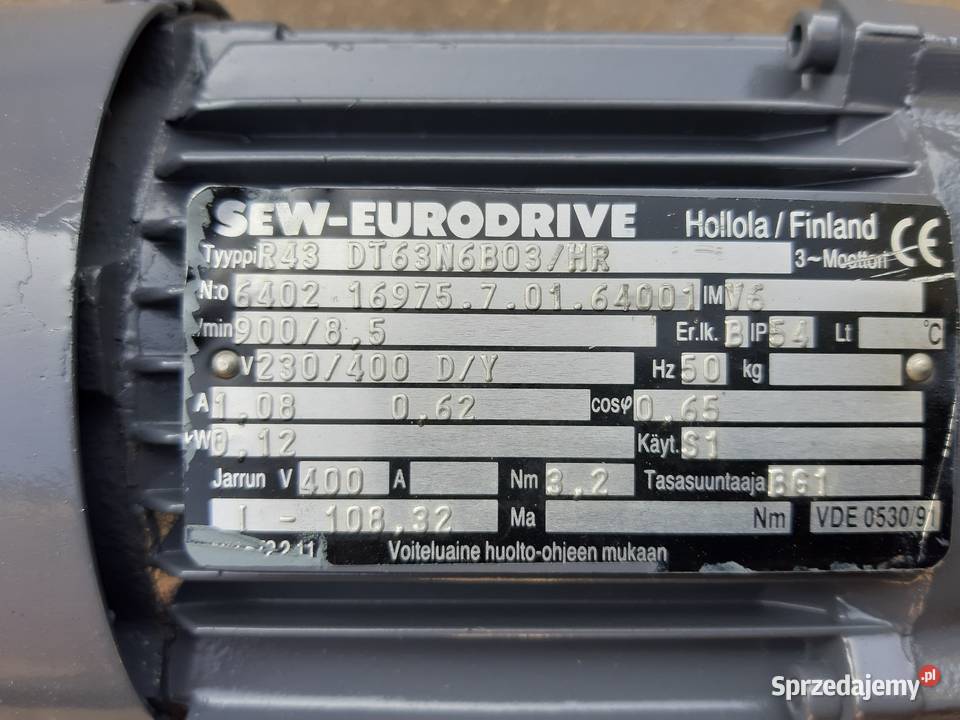 SEW-EURODRIVE Hollola / Finland CE
Tyyppi R43 DT63N6B03/HR - 3~Moottori
N:o 6402 16975.7.01.64001 IM V6
/min 900/8,5 Er.lk. B IP 54 Lt °C
V 230/400 D/Y Hz 50 kg
A 1,08 0,62 cosφ 0,65
kW 0,12 Käyt. S1
Jarrun V 400 A Nm 3,2 Tasasuuntaaja BG1
I - 108,32 Ma Nm VDE 0530/91
2211 Voiteluaine huolto-ohjeen mukaan
Sprzedajemy.pl